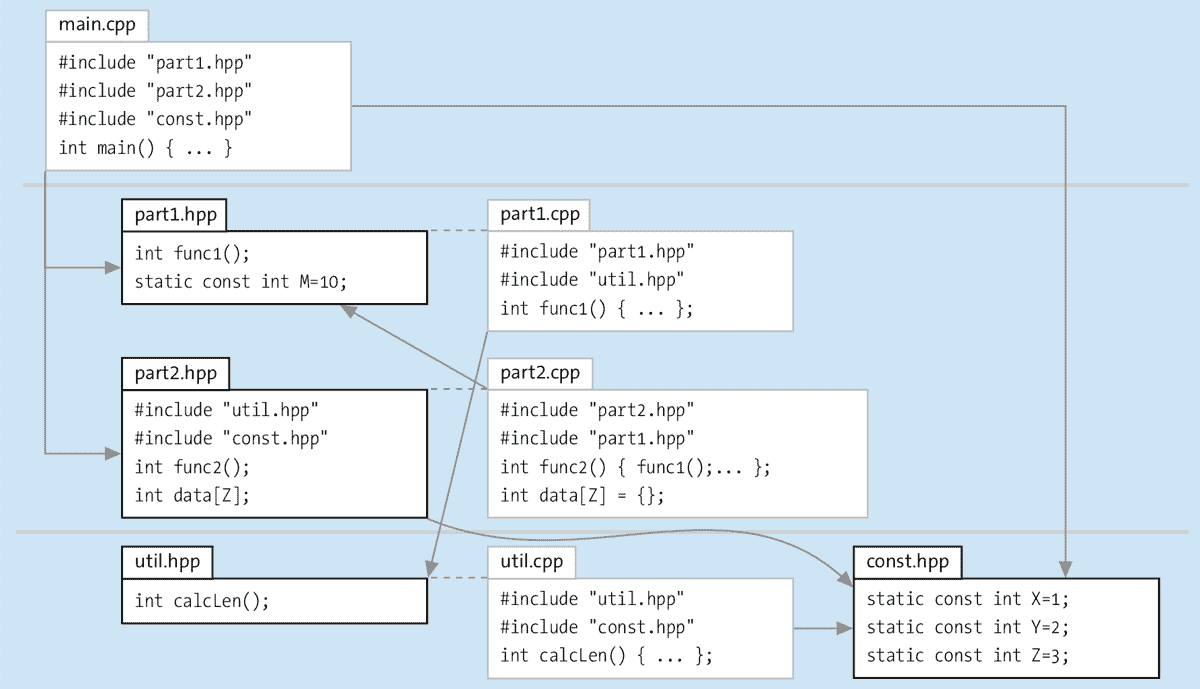 main.cpp
#include "part1.hpp"
#include "part2.hpp"
#include "const.hpp"
int main() { ... }
part1.hpp
int func1();
static const int M=10;
part1.cpp
#include "part1.hpp"
#include "util.hpp"
int func1() { ... };
part2.hpp
#include "util.hpp"
#include "const.hpp"
int func2();
int data[Z];
part2.cpp
#include "part2.hpp"
#include "part1.hpp"
int func2() { func1();... };
int data[Z] = {};
util.hpp
int calcLen();
util.cpp
#include "util.hpp"
#include "const.hpp"
int calcLen() { ... };
const.hpp
static const int X=1;
static const int Y=2;
static const int Z=3;